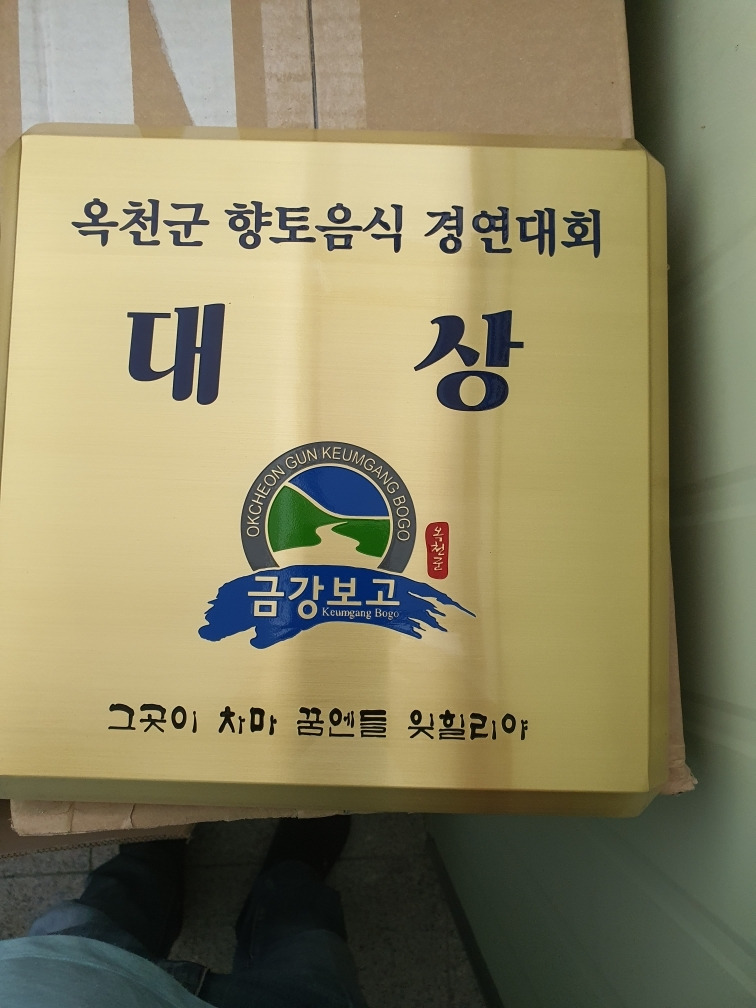 옥천군 향토음식 경연대회
대 상
OKCHEON GUN KEUMGANG BOGO
옥천군
금강보고
Keumgang Bogo
그곳이 차마 꿈엔들 잊힐리야